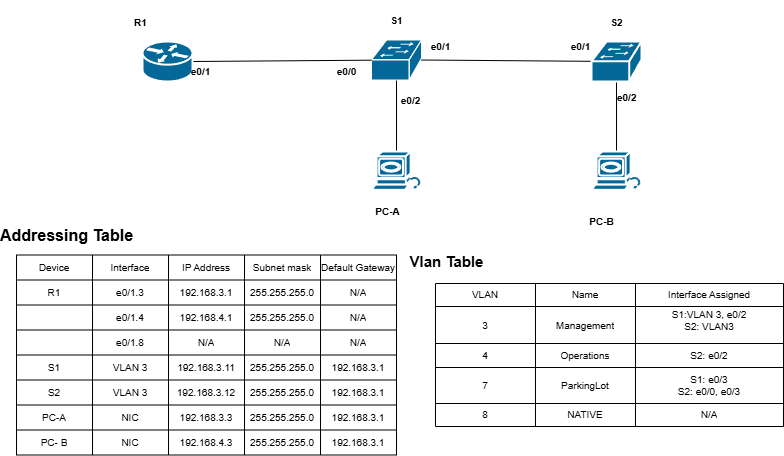 R1
S1
S2
e0/1
e0/0
e0/1
e0/1
e0/2
e0/2
PC-A
PC-B
Addressing Table
Device Interface IP Address Subnet mask Default Gateway
R1 e0/1.3 192.168.3.1 255.255.255.0 N/A
e0/1.4 192.168.4.1 255.255.255.0 N/A
e0/1.8 N/A N/A N/A
S1 VLAN 3 192.168.3.11 255.255.255.0 192.168.3.1
S2 VLAN 3 192.168.3.12 255.255.255.0 192.168.3.1
PC-A NIC 192.168.3.3 255.255.255.0 192.168.3.1
PC- B NIC 192.168.4.3 255.255.255.0 192.168.3.1
Vlan Table
VLAN Name Interface Assigned
3 Management S1:VLAN 3, e0/2
S2: VLAN3
4 Operations S2: e0/2
7 ParkingLot S1: e0/3
S2: e0/0, e0/3
8 NATIVE N/A